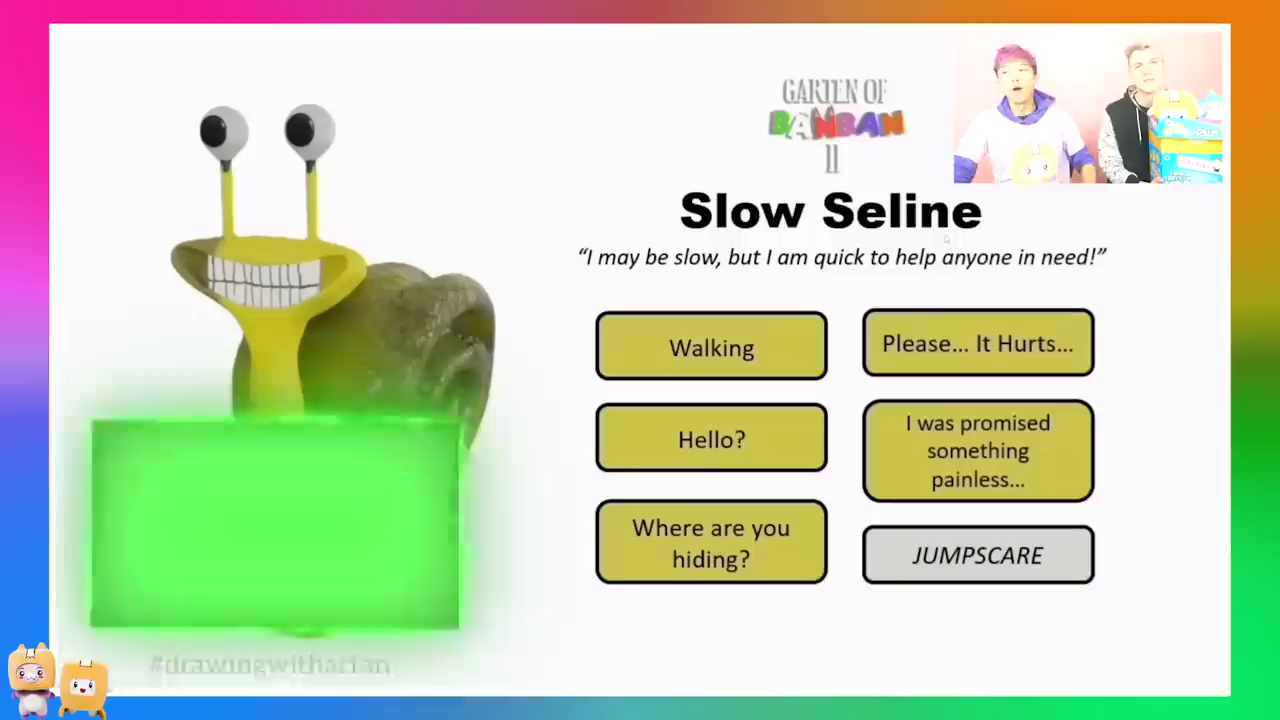 GARTEN OF
BANBAN
II
Slow Seline
“I may be slow, but I am quick to help anyone in need!”
Walking
Please... It Hurts...
Hello?
I was promised
something
painless...
Where are you
hiding?
JUMPSCARE
#drawingwithartan